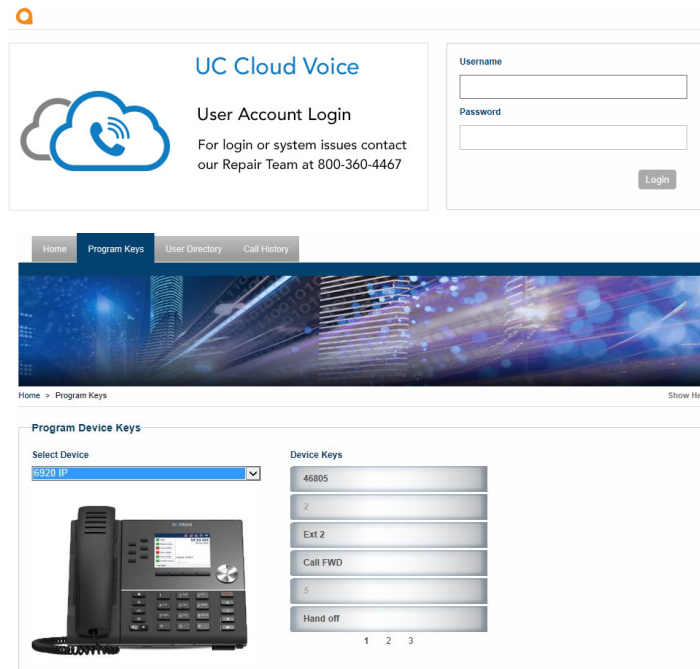 UC Cloud Voice
User Account Login
For login or system issues contact
our Repair Team at 800-360-4467
Username
Password
Login
Home
Program Keys
User Directory
Call History
Home > Program Keys
Show He
Program Device Keys
Select Device
6920 IP
Mitel
Device Keys
46805
2
Ext 2
Call FWD
5
Hand off
1 2 3